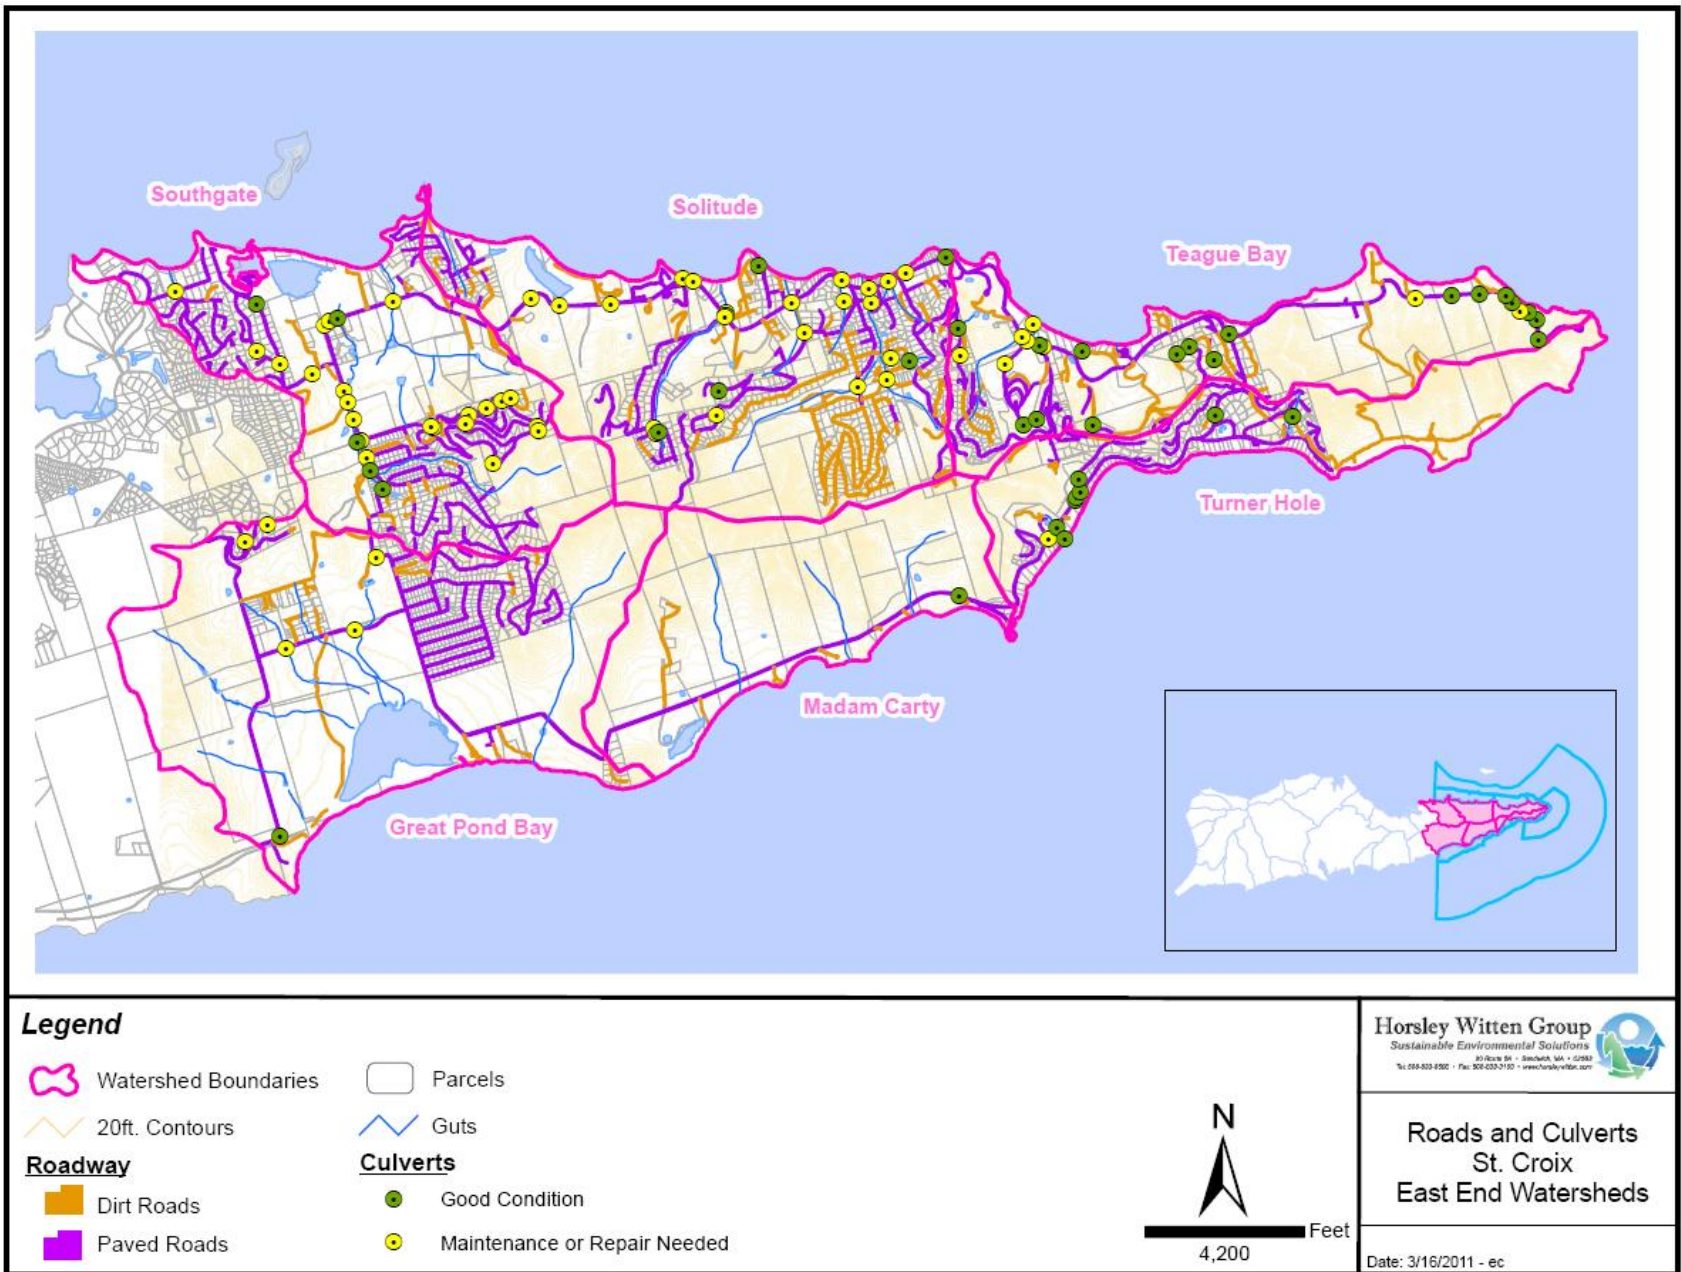 Southgate
Solitude
Teague Bay
Turner Hole
Madam Carty
Great Pond Bay
Legend
Watershed Boundaries
Parcels
20ft. Contours
Guts
Roadway
Culverts
Dirt Roads
Good Condition
Paved Roads
Maintenance or Repair Needed
N
Feet
4,200
Horsley Witten Group
Sustainable Environmental Solutions
Roads and Culverts
St. Croix
East End Watersheds
Date: 3/16/2011 - ec